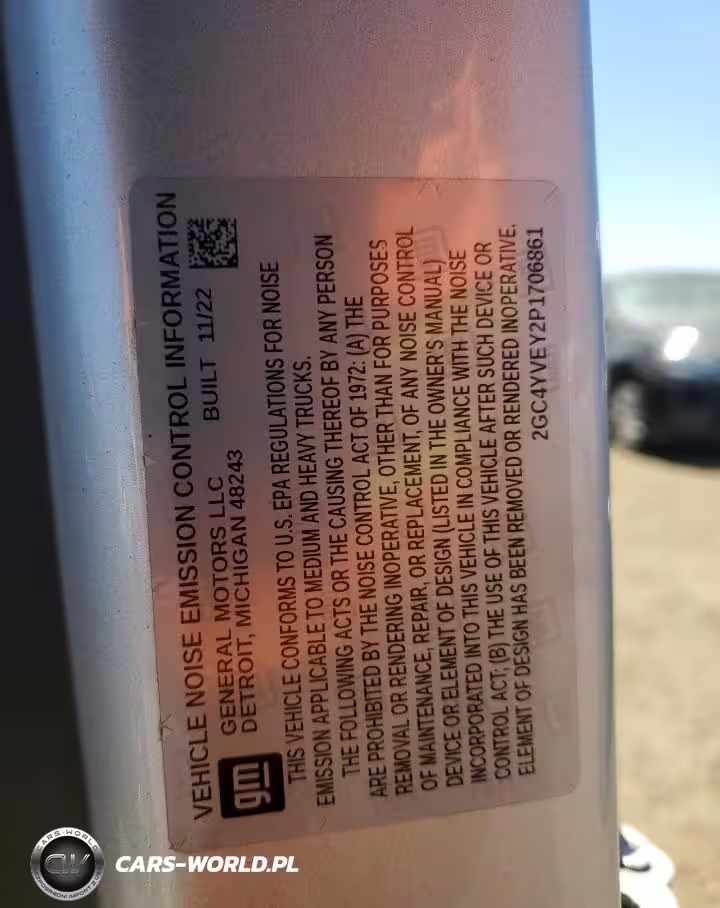 VEHICLE NOISE EMISSION CONTROL INFORMATION
gm
GENERAL MOTORS LLC BUILT 11/22
DETROIT, MICHIGAN 48243
THIS VEHICLE CONFORMS TO U.S. EPA REGULATIONS FOR NOISE
EMISSION APPLICABLE TO MEDIUM AND HEAVY TRUCKS.
THE FOLLOWING ACTS OR THE CAUSING THEREOF BY ANY PERSON
ARE PROHIBITED BY THE NOISE CONTROL ACT OF 1972: (A) THE
REMOVAL OR RENDERING INOPERATIVE, OTHER THAN FOR PURPOSES
OF MAINTENANCE, REPAIR, OR REPLACEMENT, OF ANY NOISE CONTROL
DEVICE OR ELEMENT OF DESIGN (LISTED IN THE OWNER'S MANUAL)
INCORPORATED INTO THIS VEHICLE IN COMPLIANCE WITH THE NOISE
CONTROL ACT; (B) THE USE OF THIS VEHICLE AFTER SUCH DEVICE OR
ELEMENT OF DESIGN HAS BEEN REMOVED OR RENDERED INOPERATIVE.
2GC4YVEY2P1706861
CARS-WORLD
CW
CARS-WORLD.PL